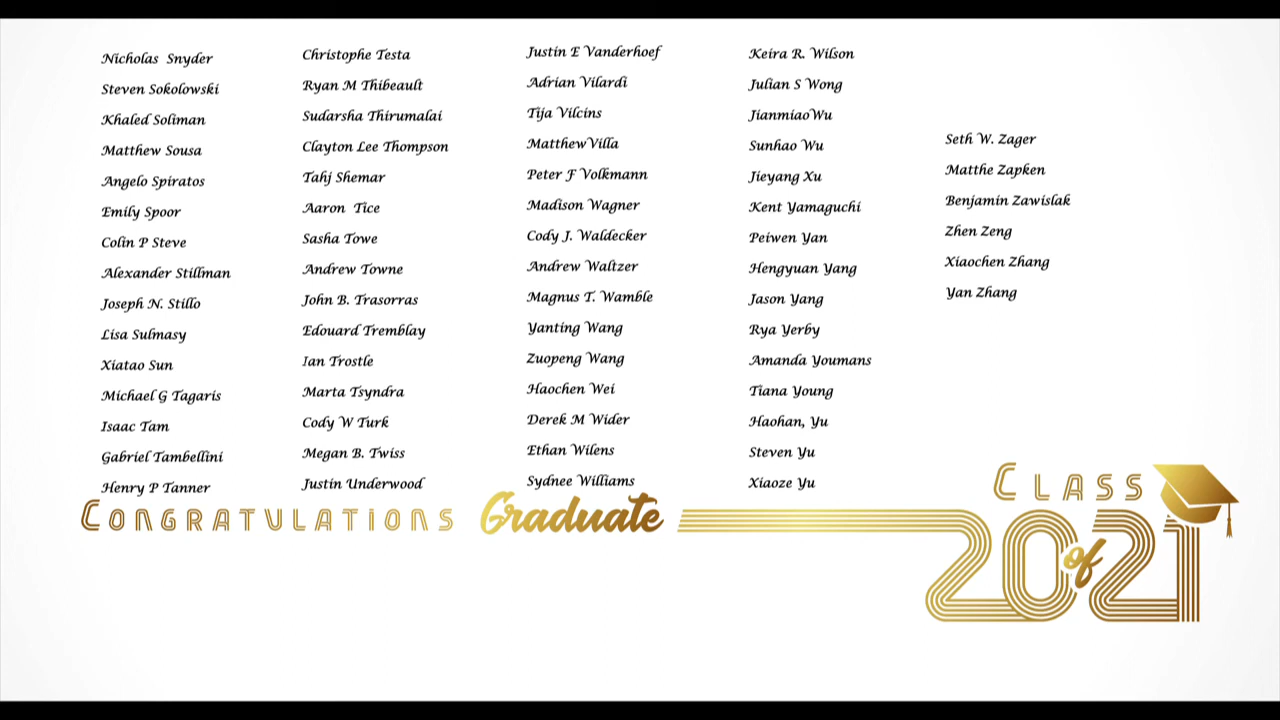 Nicholas Snyder
Steven Sokolowski
Khaled Soliman
Matthew Sousa
Angelo Spiratos
Emily Spoor
Colin P Steve
Alexander Stillman
Joseph N. Stillo
Lisa Sulmasy
Xiatao Sun
Michael G Tagaris
Isaac Tam
Gabriel Tambellini
Henry P Tanner
Christophe Testa
Ryan M Thibeault
Sudarsha Thirumalai
Clayton Lee Thompson
Tahj Shemar
Aaron Tice
Sasha Towe
Andrew Towne
John B. Trasorras
Edouard Tremblay
Ian Trostle
Marta Tsyndra
Cody W Turk
Megan B. Twiss
Justin Underwood
Justin E Vanderhoef
Adrian Vilardi
Tija Vilcins
MatthewVilla
Peter F Volkmann
Madison Wagner
Cody J. Waldecker
Andrew Waltzer
Magnus T. Wamble
Yanting Wang
Zuopeng Wang
Haochen Wei
Derek M Wider
Ethan Wilens
Sydnee Williams
Keira R. Wilson
Julian S Wong
JianmiaoWu
Sunhao Wu
Jieyang Xu
Kent Yamaguchi
Peiwen Yan
Hengyuan Yang
Jason Yang
Rya Yerby
Amanda Youmans
Tiana Young
Haohan, Yu
Steven Yu
Xiaoze Yu
Seth W. Zager
Matthe Zapken
Benjamin Zawislak
Zhen Zeng
Xiaochen Zhang
Yan Zhang
Congratulations Graduate
Class
of
2021